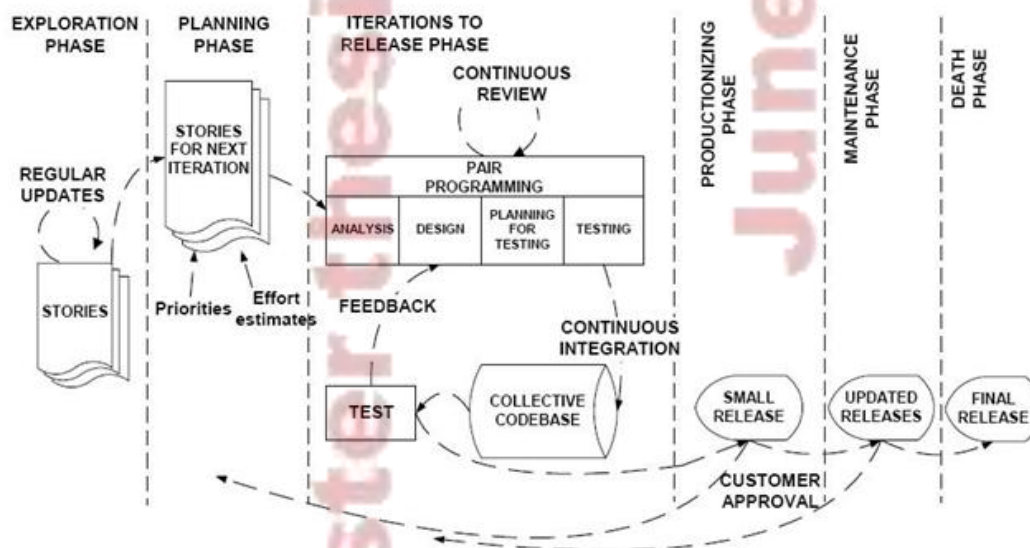 EXPLORATION
PHASE
PLANNING
PHASE
ITERATIONS TO
RELEASE PHASE
PRODUCTIONIZING
PHASE
MAINTENANCE
PHASE
DEATH
PHASE
CONTINUOUS
REVIEW
REGULAR
UPDATES
STORIES
STORIES
FOR NEXT
ITERATION
Priorities
Effort
estimates
PAIR
PROGRAMMING
ANALYSIS
DESIGN
PLANNING
FOR
TESTING
TESTING
FEEDBACK
CONTINUOUS
INTEGRATION
TEST
COLLECTIVE
CODEBASE
SMALL
RELEASE
UPDATED
RELEASES
FINAL
RELEASE
CUSTOMER
APPROVAL
June